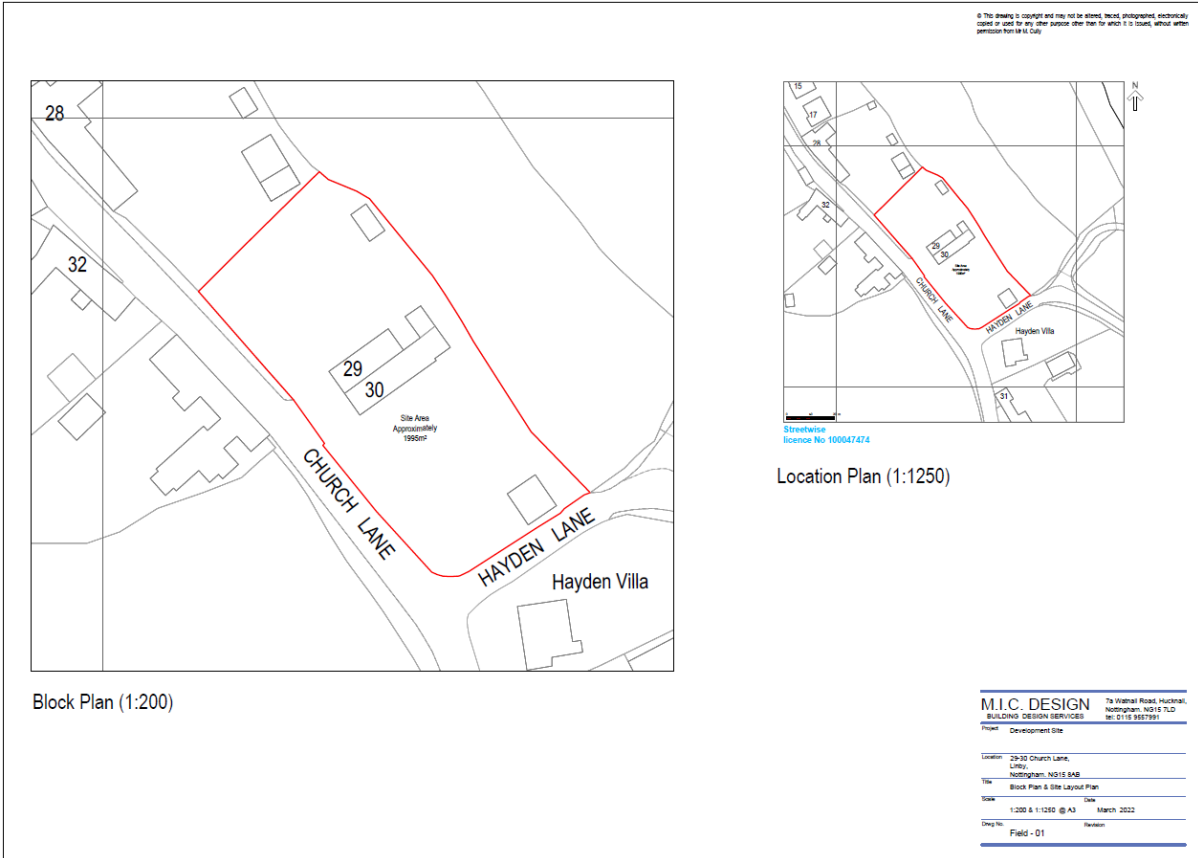 © This drawing is copyright and may not be altered, traced, photographed, electronically
copied or used for any other purpose other than for which it is issued, without written
permission from Mr M. Cully
28
32
29
30
Site Area
Approximately
1995m²
CHURCH LANE
HAYDEN LANE
Hayden Villa
Block Plan (1:200)
N
15
17
28
32
29
30
Site Area
Approximately
1995m²
CHURCH LANE
HAYDEN LANE
Hayden Villa
31
Streetwise
licence No 100047474
Location Plan (1:1250)
M.I.C. DESIGN
BUILDING DESIGN SERVICES
7a Watnall Road, Hucknall,
Nottingham. NG15 7LD
tel: 0115 9557991
Project Development Site
Location 29-30 Church Lane,
Linby,
Nottingham. NG15 8AB
Title Block Plan & Site Layout Plan
Scale Date
1:200 & 1:1250 @ A3 March 2022
Drwg No. Revision
Field - 01